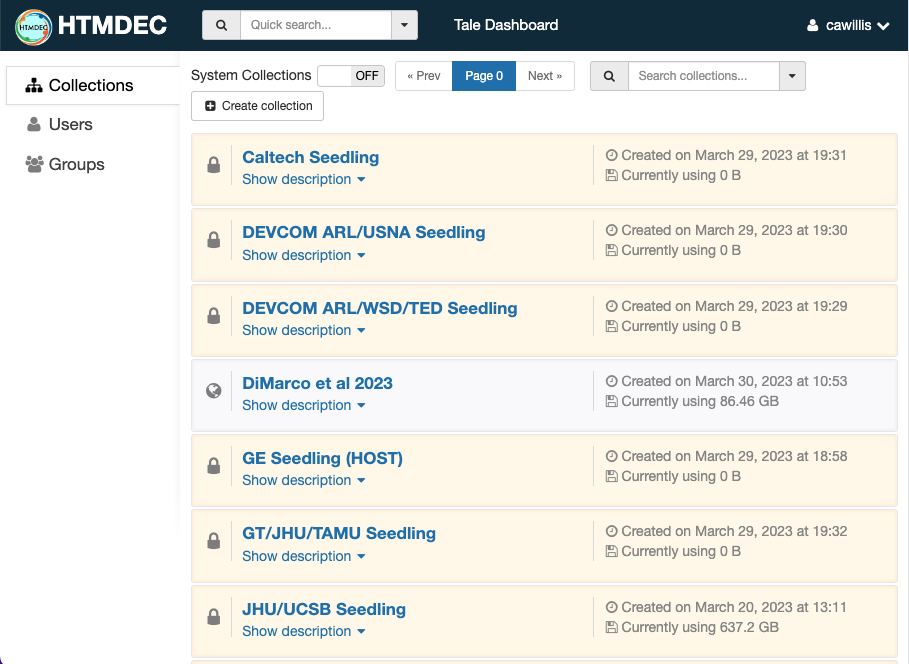 HTMDEC HTMDEC Quick search... Tale Dashboard cawillis
Collections
Users
Groups
System Collections OFF « Prev Page 0 Next » Search collections...
Create collection
Caltech Seedling
Show description
Created on March 29, 2023 at 19:31
Currently using 0 B
DEVCOM ARL/USNA Seedling
Show description
Created on March 29, 2023 at 19:30
Currently using 0 B
DEVCOM ARL/WSD/TED Seedling
Show description
Created on March 29, 2023 at 19:29
Currently using 0 B
DiMarco et al 2023
Show description
Created on March 30, 2023 at 10:53
Currently using 86.46 GB
GE Seedling (HOST)
Show description
Created on March 29, 2023 at 18:58
Currently using 0 B
GT/JHU/TAMU Seedling
Show description
Created on March 29, 2023 at 19:32
Currently using 0 B
JHU/UCSB Seedling
Show description
Created on March 20, 2023 at 13:11
Currently using 637.2 GB